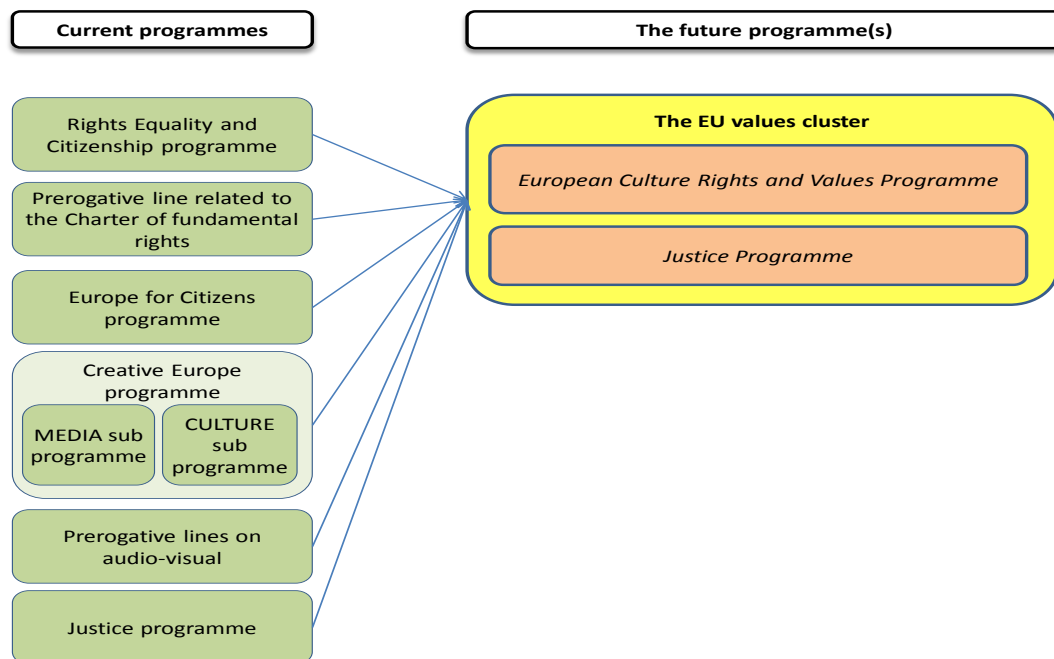 Current programmes
The future programme(s)
Rights Equality and
Citizenship programme
Prerogative line related to
the Charter of fundamental
rights
Europe for Citizens
programme
Creative Europe
programme
MEDIA sub
programme
CULTURE
sub
programme
Prerogative lines on
audio-visual
Justice programme
The EU values cluster
European Culture Rights and Values Programme
Justice Programme